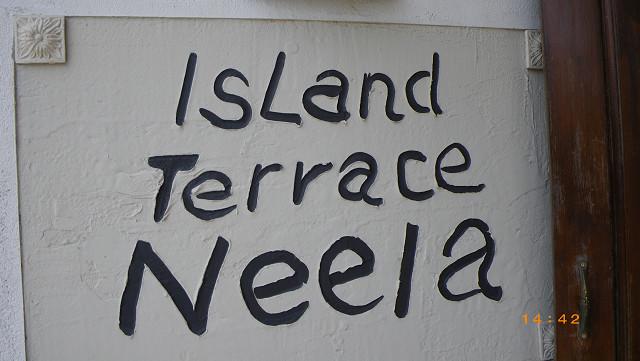 Island
Terrace
Neela
14:42